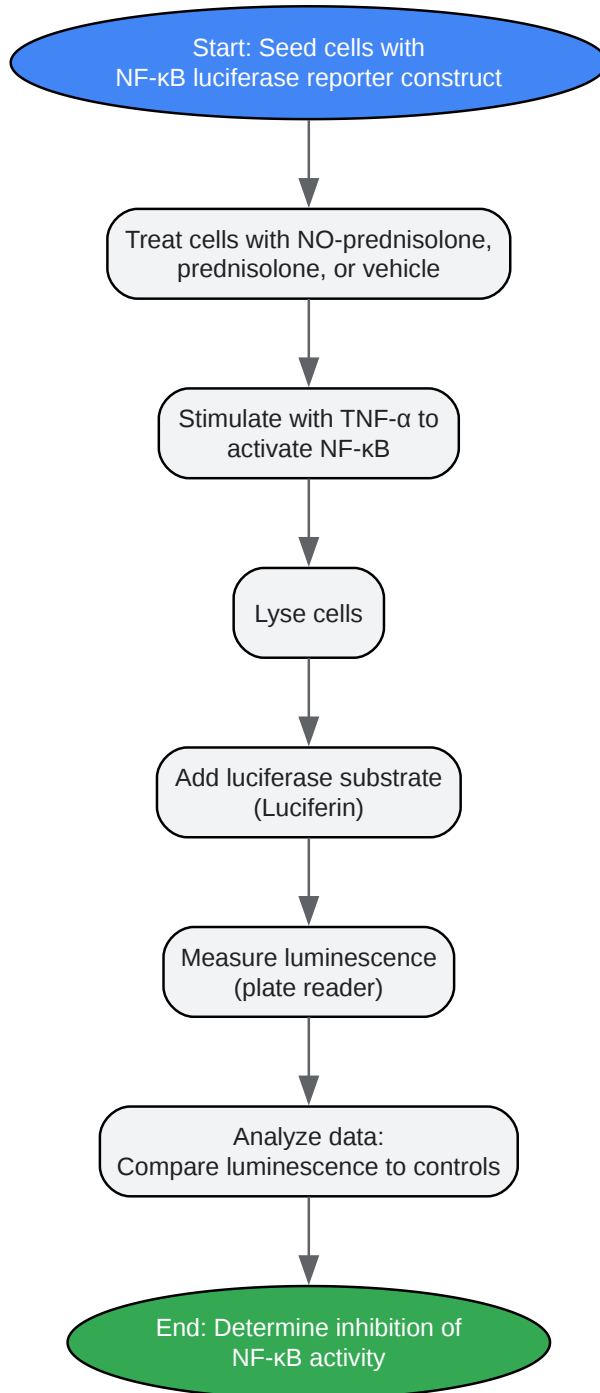 Start: Seed cells with
NF-κB luciferase reporter construct
Treat cells with NO-prednisolone,
prednisolone, or vehicle
Stimulate with TNF-α to
activate NF-κB
Lyse cells
Add luciferase substrate
(Luciferin)
Measure luminescence
(plate reader)
Analyze data:
Compare luminescence to controls
End: Determine inhibition of
NF-κB activity